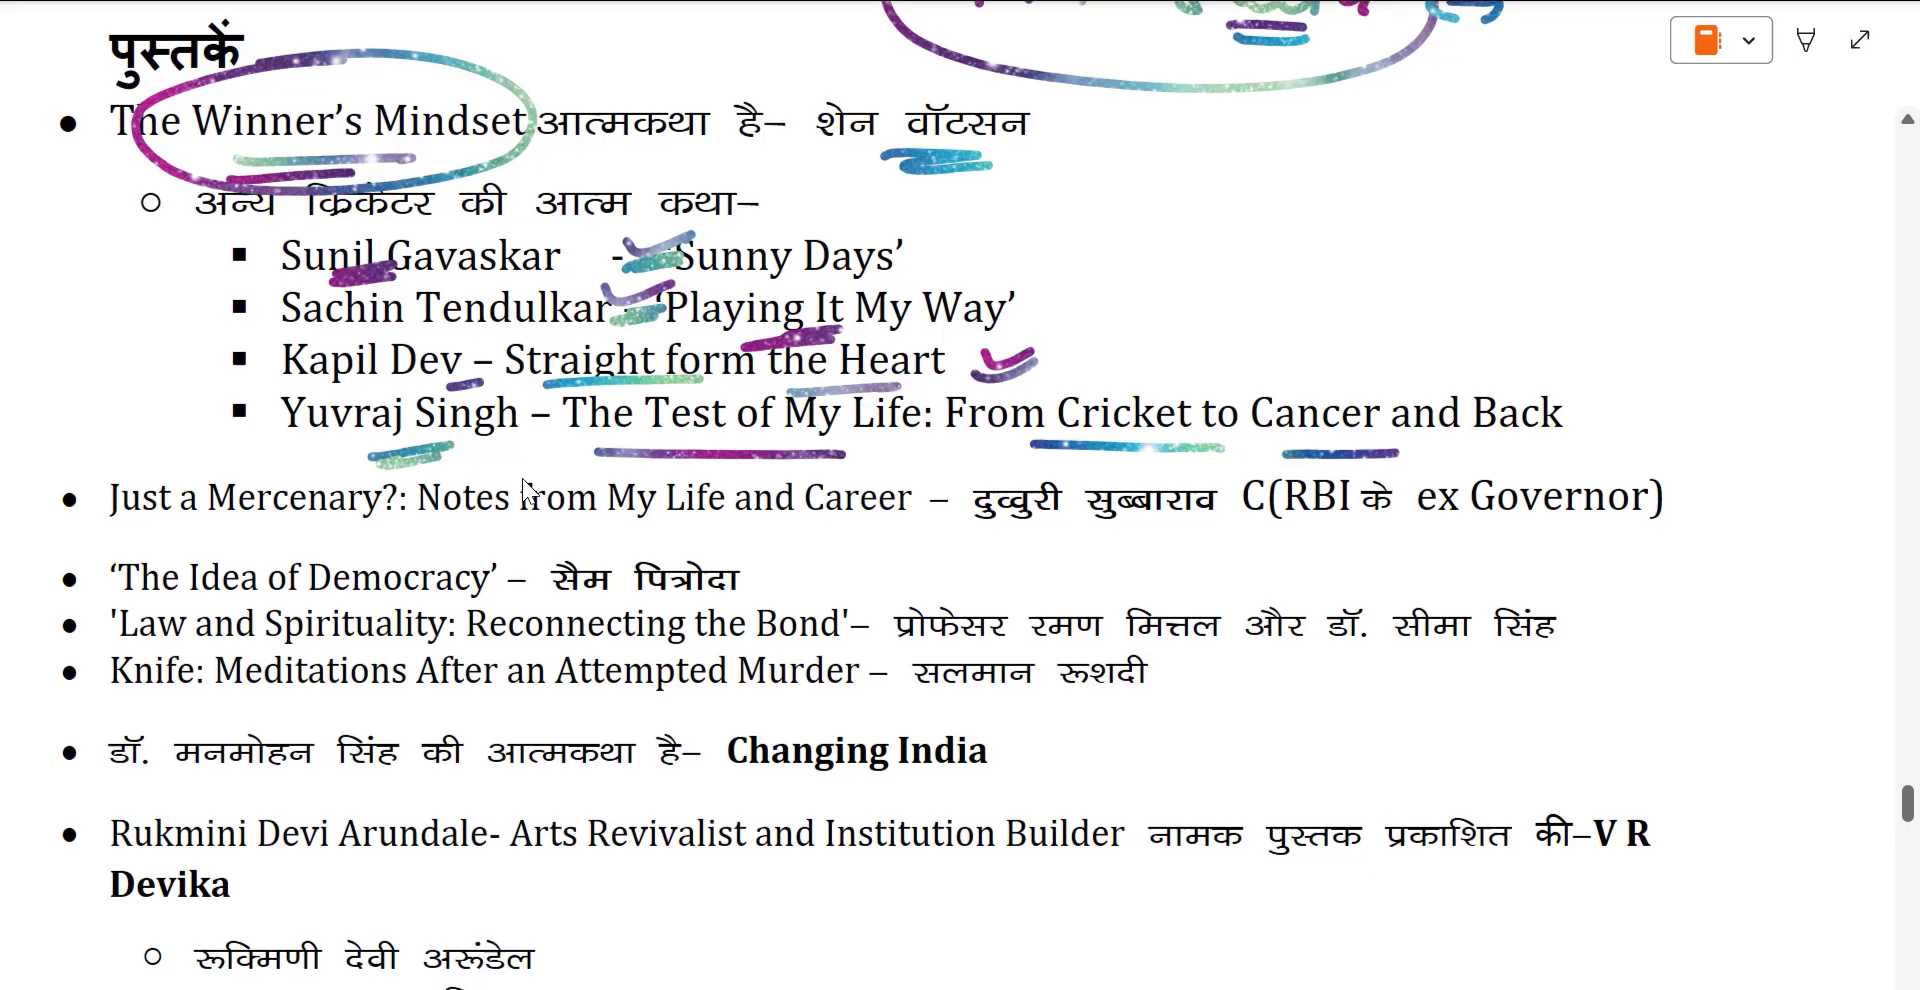 पुस्तकें
The Winner’s Mindset आत्मकथा है– शेन वॉटसन
अन्य क्रिकेटर की आत्म कथा–
Sunil Gavaskar - ‘Sunny Days’
Sachin Tendulkar - ‘Playing It My Way’
Kapil Dev – Straight form the Heart
Yuvraj Singh – The Test of My Life: From Cricket to Cancer and Back
Just a Mercenary?: Notes from My Life and Career – दुव्वुरी सुब्बाराव C(RBI के ex Governor)
‘The Idea of Democracy’ – सैम पित्रोदा
'Law and Spirituality: Reconnecting the Bond'– प्रोफेसर रमण मित्तल और डॉ. सीमा सिंह
Knife: Meditations After an Attempted Murder – सलमान रूशदी
डॉ. मनमोहन सिंह की आत्मकथा है– Changing India
Rukmini Devi Arundale- Arts Revivalist and Institution Builder नामक पुस्तक प्रकाशित की–V R
Devika
रूक्मिणी देवी अरूंडेल